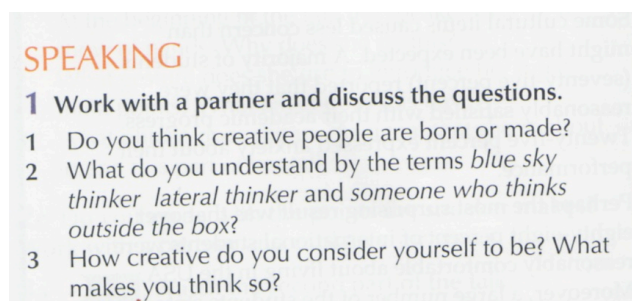 SPEAKING
1 Work with a partner and discuss the questions.
1 Do you think creative people are born or made?
2 What do you understand by the terms blue sky
thinker lateral thinker and someone who thinks
outside the box?
3 How creative do you consider yourself to be? What
makes you think so?